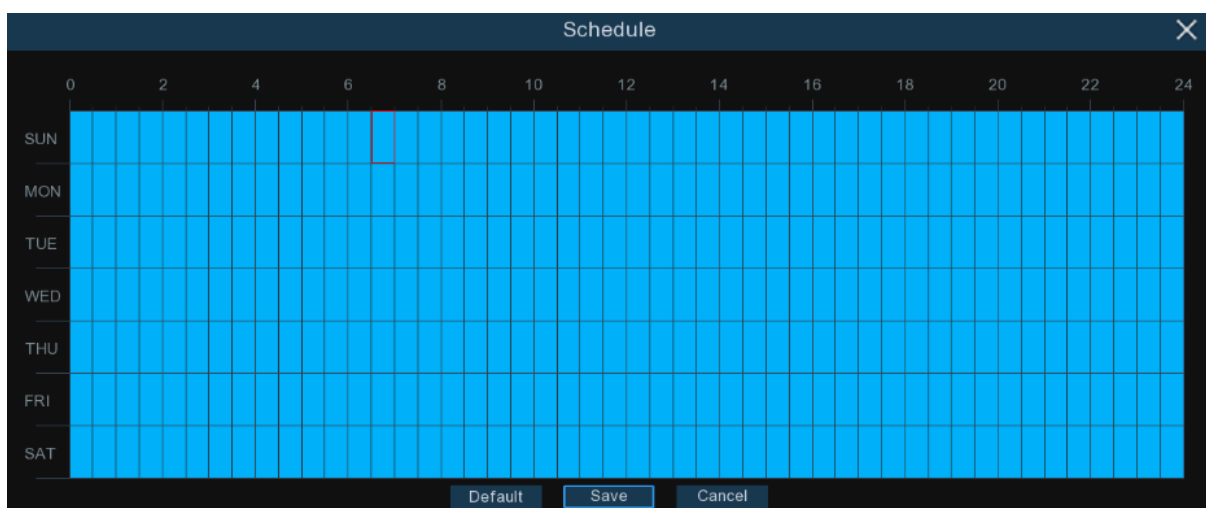 Schedule
0 2 4 6 8 10 12 14 16 18 20 22 24
SUN
MON
TUE
WED
THU
FRI
SAT
Default Save Cancel